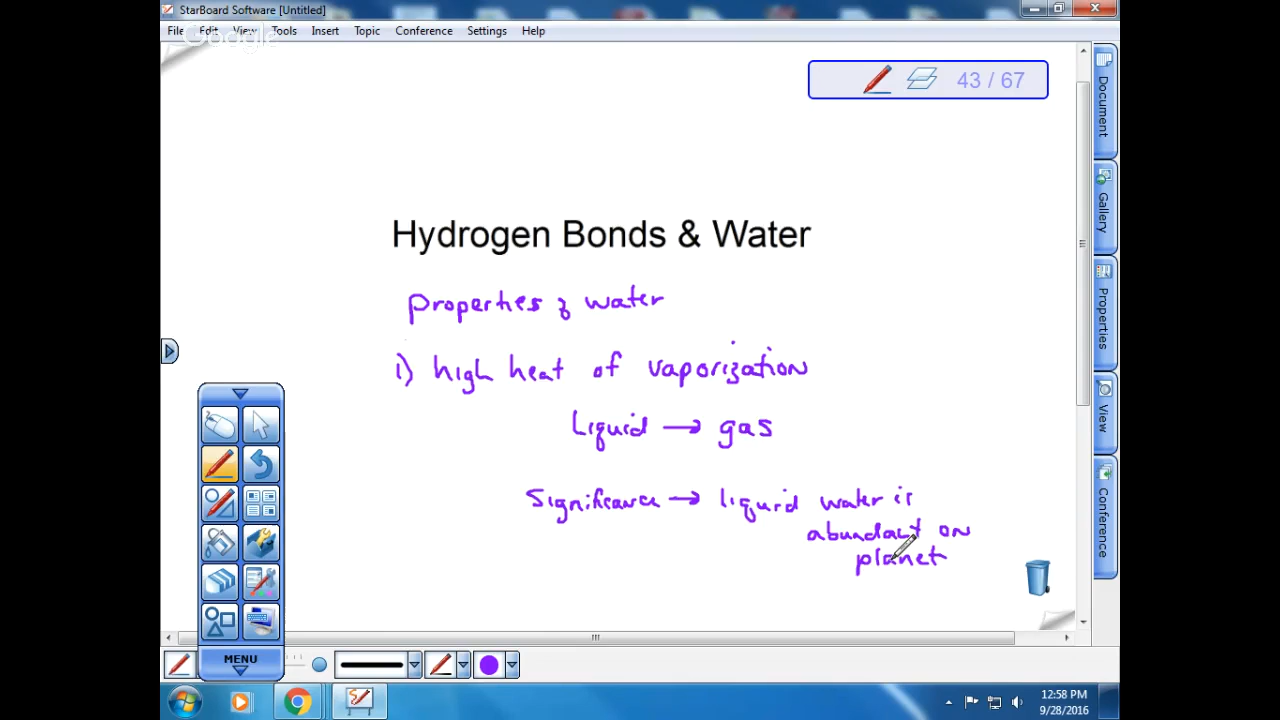 StarBoard Software [Untitled]
File Edit View Tools Insert Topic Conference Settings Help
Google
43 / 67
Document
Gallery
Properties
View
Conference
Hydrogen Bonds & Water
Properties of water
1) high heat of vaporization
Liquid → gas
Significance → liquid water is
abundact on
planet
MENU
12:58 PM
9/28/2016